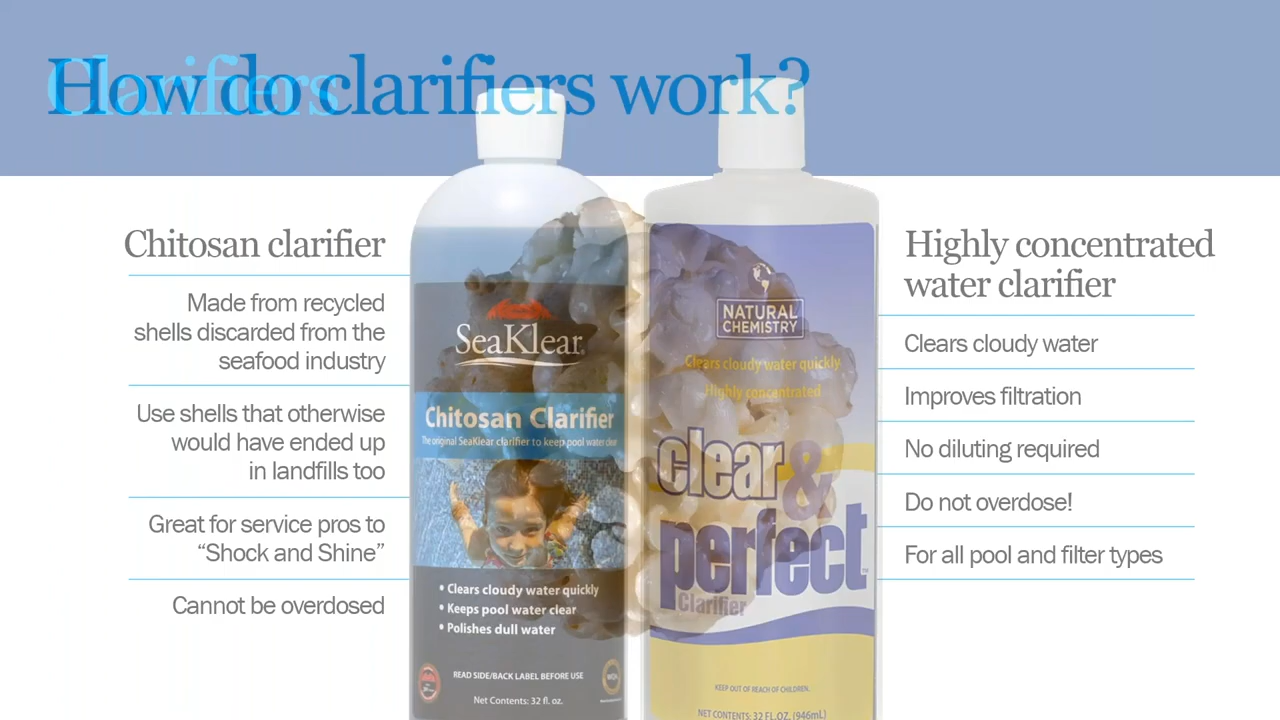 How do clarifiers work?
Clarifiers
Chitosan clarifier
Made from recycled
shells discarded from the
seafood industry
Use shells that otherwise
would have ended up
in landfills too
Great for service pros to
“Shock and Shine”
Cannot be overdosed
SeaKlear®
Chitosan Clarifier
The original SeaKlear clarifier to keep pool water clear
• Clears cloudy water quickly
• Keeps pool water clear
• Polishes dull water
READ SIDE/BACK LABEL BEFORE USE
Net Contents: 32 fl. oz.
NATURAL
CHEMISTRY
Clears cloudy water quickly
Highly concentrated
clear &
perfect™
Clarifier
KEEP OUT OF REACH OF CHILDREN.
NET CONTENTS: 32 FL.OZ. (946mL)
Highly concentrated
water clarifier
Clears cloudy water
Improves filtration
No diluting required
Do not overdose!
For all pool and filter types